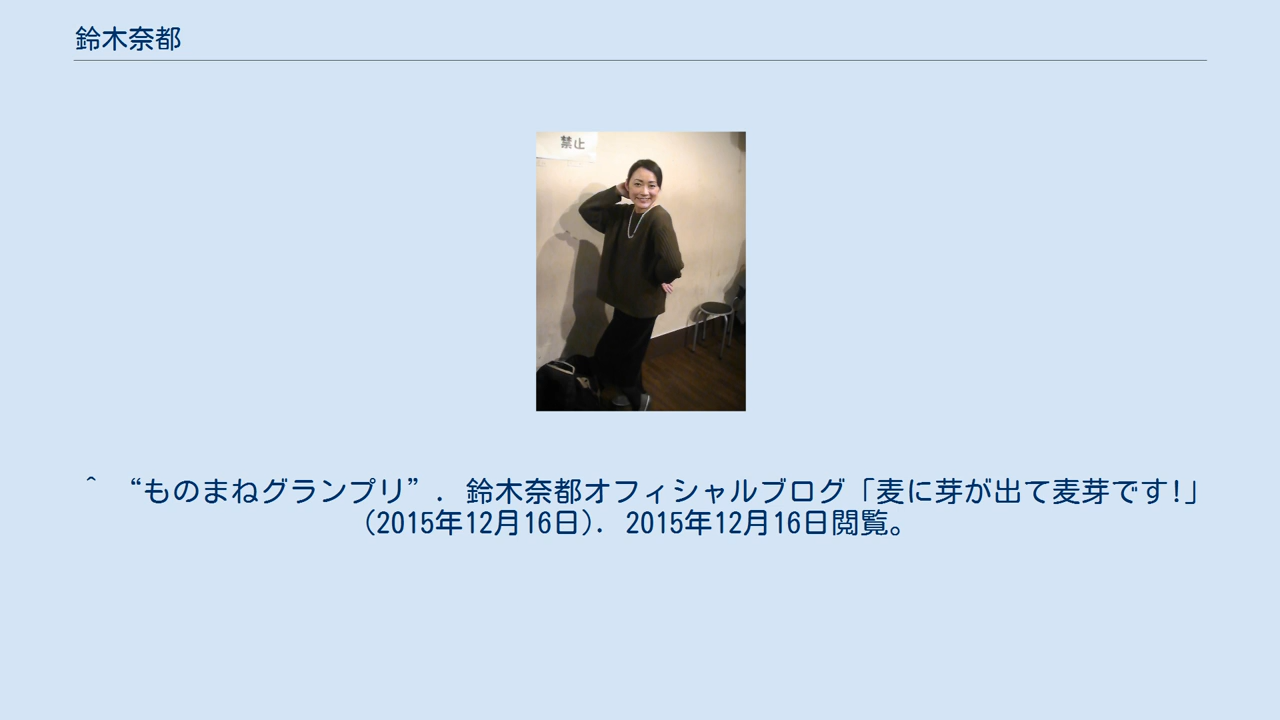 鈴木奈都
禁止
＾ “ものまねグランプリ”. 鈴木奈都オフィシャルブログ「麦に芽が出て麦芽です!」
(2015年12月16日). 2015年12月16日閲覧。